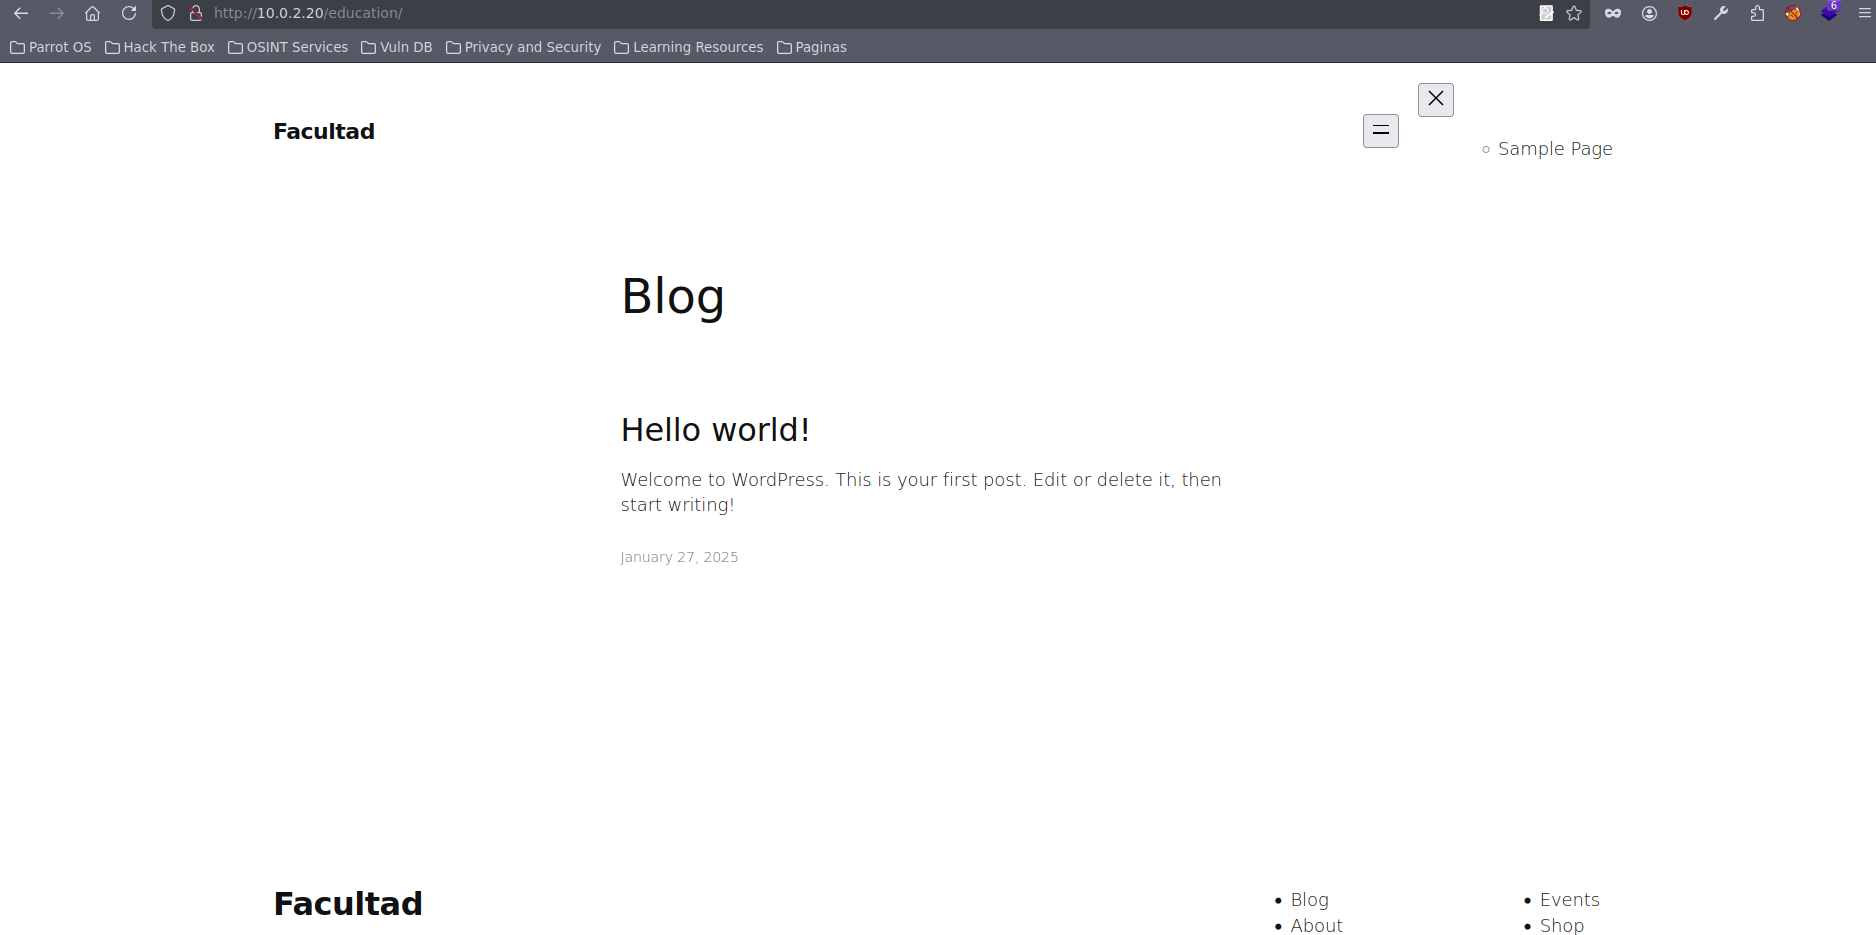 http://10.0.2.20/education/
6
Parrot OS Hack The Box OSINT Services Vuln DB Privacy and Security Learning Resources Paginas
Facultad
Sample Page
Blog
Hello world!
Welcome to WordPress. This is your first post. Edit or delete it, then
start writing!
January 27, 2025
Facultad
Blog
About
Events
Shop